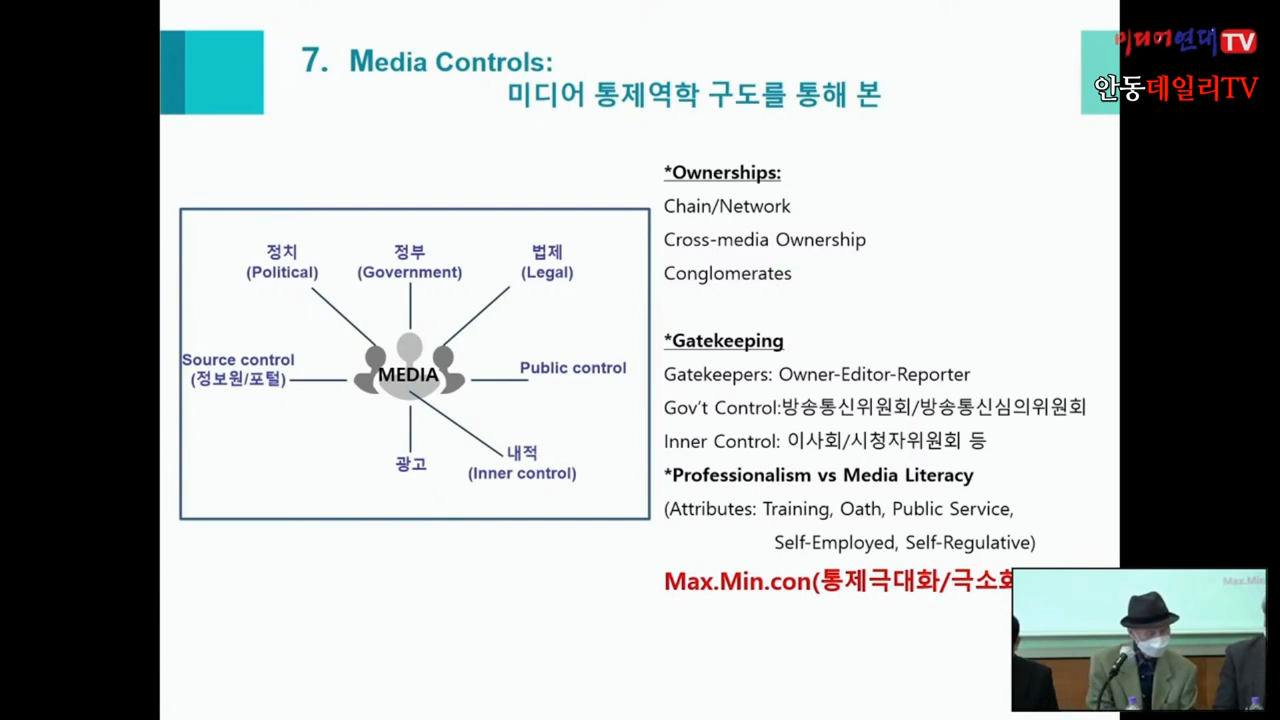 7. Media Controls:
미디어 통제역학 구도를 통해 본
미디어연대TV
안동데일리TV
정치
(Political)
정부
(Government)
법제
(Legal)
Source control
(정보원/포털)
MEDIA
Public control
광고
내적
(Inner control)
*Ownerships:
Chain/Network
Cross-media Ownership
Conglomerates
*Gatekeeping
Gatekeepers: Owner-Editor-Reporter
Gov't Control:방송통신위원회/방송통신심의위원회
Inner Control: 이사회/시청자위원회 등
*Professionalism vs Media Literacy
(Attributes: Training, Oath, Public Service,
Self-Employed, Self-Regulative)
Max.Min.con(통제극대화/극소화
Max.Min